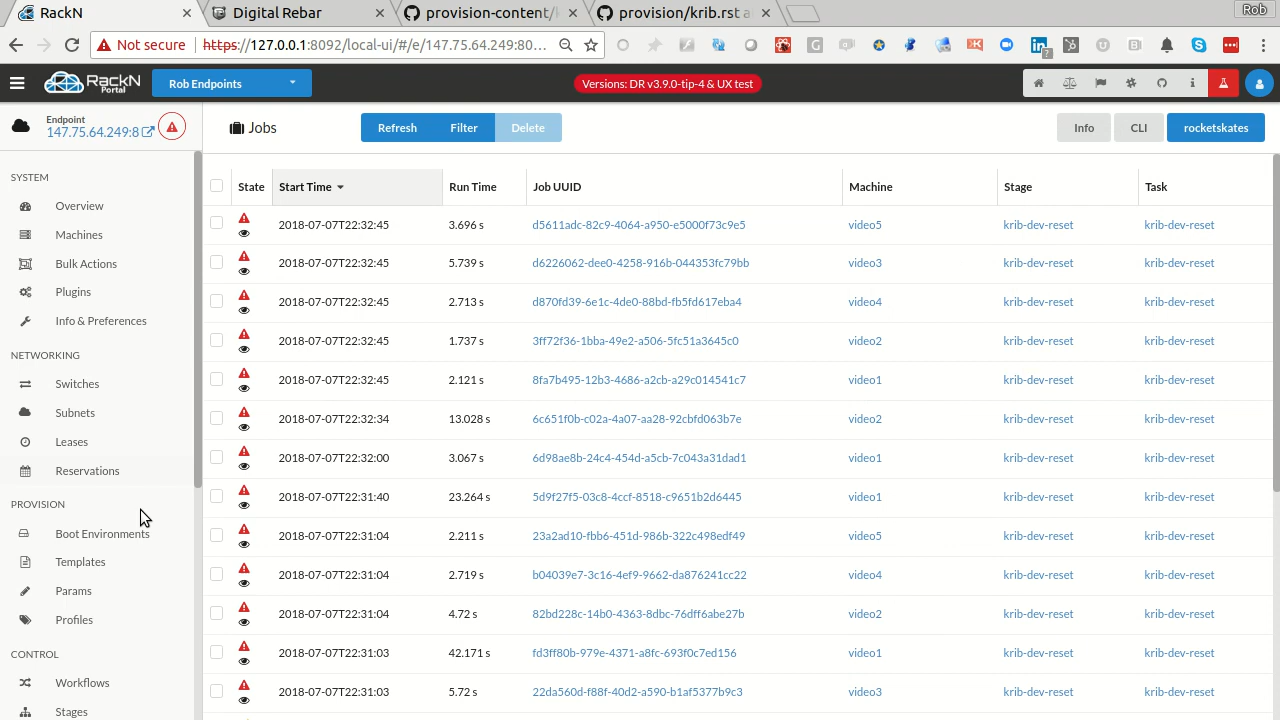 RackN
Digital Rebar
provision-content/
provision/krib.rst a
Rob
Not secure
https://127.0.0.1:8092/local-ui/#/e/147.75.64.249:80...
RackN
Portal
Rob Endpoints
Versions: DR v3.9.0-tip-4 & UX test
Endpoint
147.75.64.249:8
Jobs
Refresh
Filter
Delete
Info
CLI
rocketskates
SYSTEM
Overview
Machines
Bulk Actions
Plugins
Info & Preferences
NETWORKING
Switches
Subnets
Leases
Reservations
PROVISION
Boot Environments
Templates
Params
Profiles
CONTROL
Workflows
Stages
State Start Time Run Time Job UUID Machine Stage Task
2018-07-07T22:32:45 3.696 s d5611adc-82c9-4064-a950-e5000f73c9e5 video5 krib-dev-reset krib-dev-reset
2018-07-07T22:32:45 5.739 s d6226062-dee0-4258-916b-044353fc79bb video3 krib-dev-reset krib-dev-reset
2018-07-07T22:32:45 2.713 s d870fd39-6e1c-4de0-88bd-fb5fd617eba4 video4 krib-dev-reset krib-dev-reset
2018-07-07T22:32:45 1.737 s 3ff72f36-1bba-49e2-a506-5fc51a3645c0 video2 krib-dev-reset krib-dev-reset
2018-07-07T22:32:45 2.121 s 8fa7b495-12b3-4686-a2cb-a29c014541c7 video1 krib-dev-reset krib-dev-reset
2018-07-07T22:32:34 13.028 s 6c651f0b-c02a-4a07-aa28-92cbfd063b7e video2 krib-dev-reset krib-dev-reset
2018-07-07T22:32:00 3.067 s 6d98ae8b-24c4-454d-a5cb-7c043a31dad1 video1 krib-dev-reset krib-dev-reset
2018-07-07T22:31:40 23.264 s 5d9f27f5-03c8-4ccf-8518-c9651b2d6445 video1 krib-dev-reset krib-dev-reset
2018-07-07T22:31:04 2.211 s 23a2ad10-fbb6-451d-986b-322c498edf49 video5 krib-dev-reset krib-dev-reset
2018-07-07T22:31:04 2.719 s b04039e7-3c16-4ef9-9662-da876241cc22 video4 krib-dev-reset krib-dev-reset
2018-07-07T22:31:04 4.72 s 82bd228c-14b0-4363-8dbc-76dff6abe27b video2 krib-dev-reset krib-dev-reset
2018-07-07T22:31:03 42.171 s fd3ff80b-979e-4371-a8fc-693f0c7ed156 video1 krib-dev-reset krib-dev-reset
2018-07-07T22:31:03 5.72 s 22da560d-f88f-40d2-a590-b1af5377b9c3 video3 krib-dev-reset krib-dev-reset